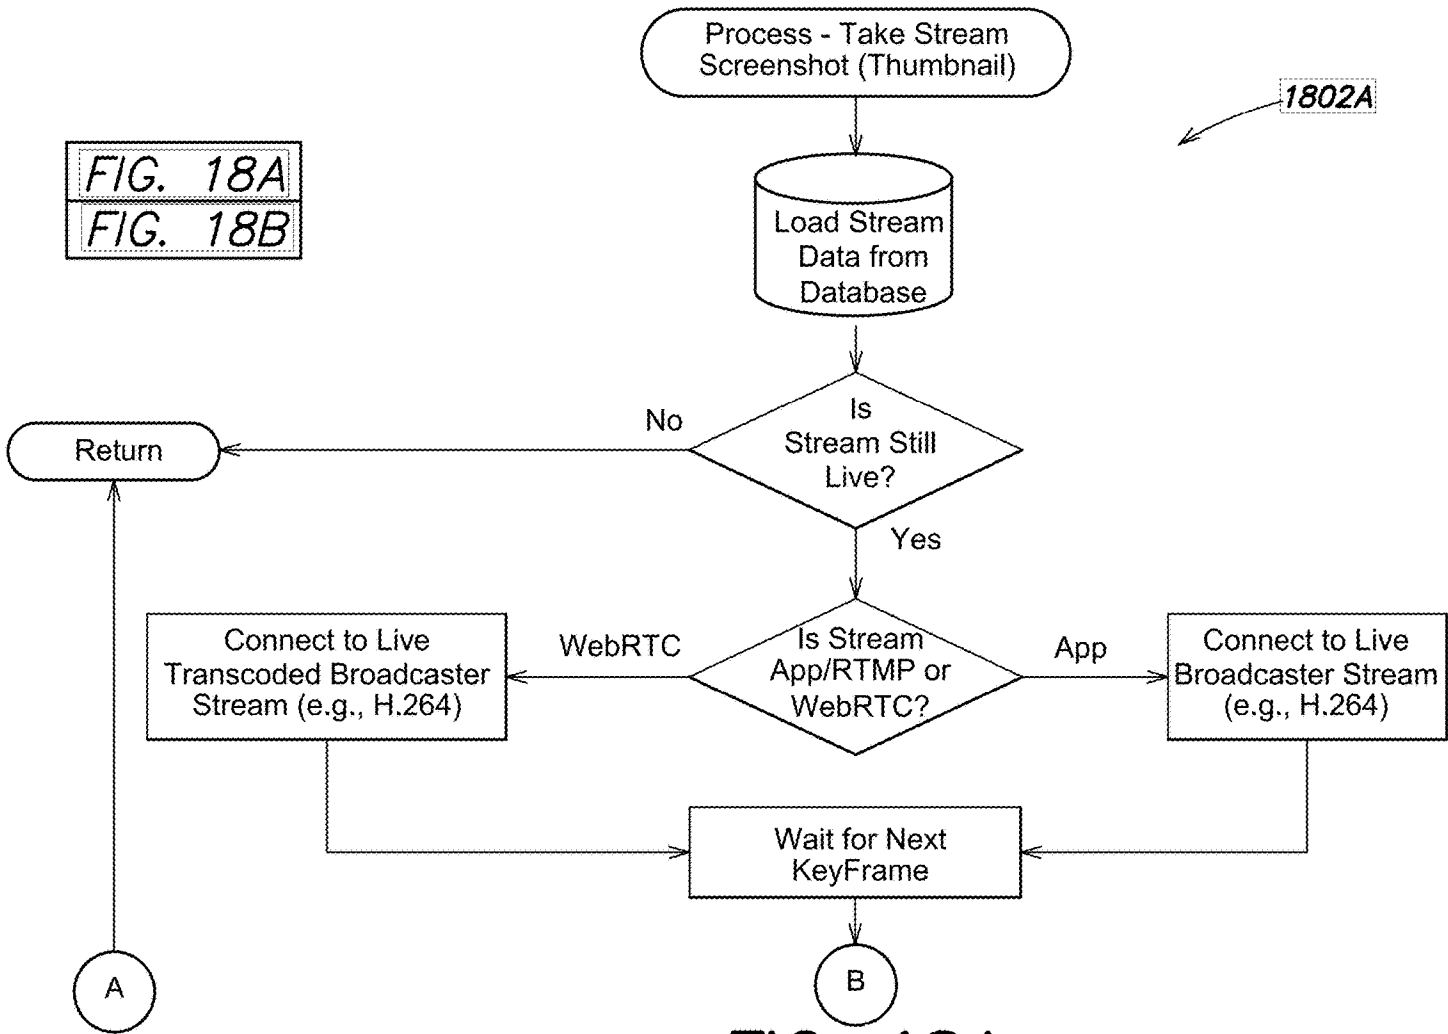 Process - Take Stream
Screenshot (Thumbnail)
1802A
FIG. 18A
FIG. 18B
Load Stream
Data from
Database
No
Is
Stream Still
Live?
Return
Yes
Connect to Live
Transcoded Broadcaster
Stream (e.g., H.264)
WebRTC
Is Stream
App/RTMP or
WebRTC?
App
Connect to Live
Broadcaster Stream
(e.g., H.264)
Wait for Next
KeyFrame
A
B